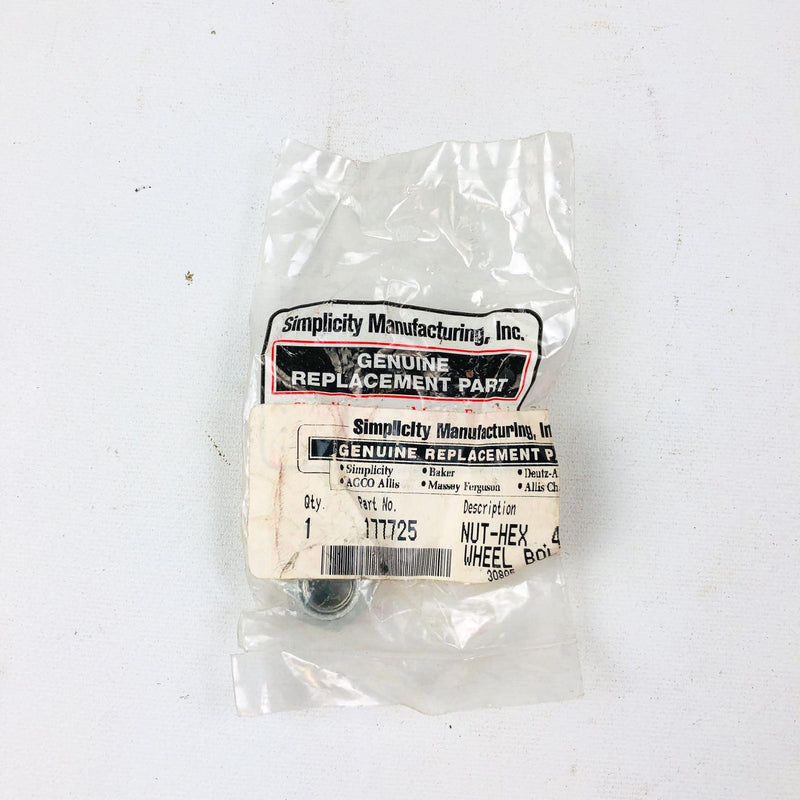 Simplicity Manufacturing, Inc.
GENUINE
REPLACEMENT PART
Simplicity Manufacturing, In
GENUINE REPLACEMENT P
• Simplicity • Baker • Deutz-A
• AGCO Allis • Massey Ferguson • Allis Ch
Qty. Part No. Description
1 177725 NUT-HEX 4
WHEEL Bol
30805